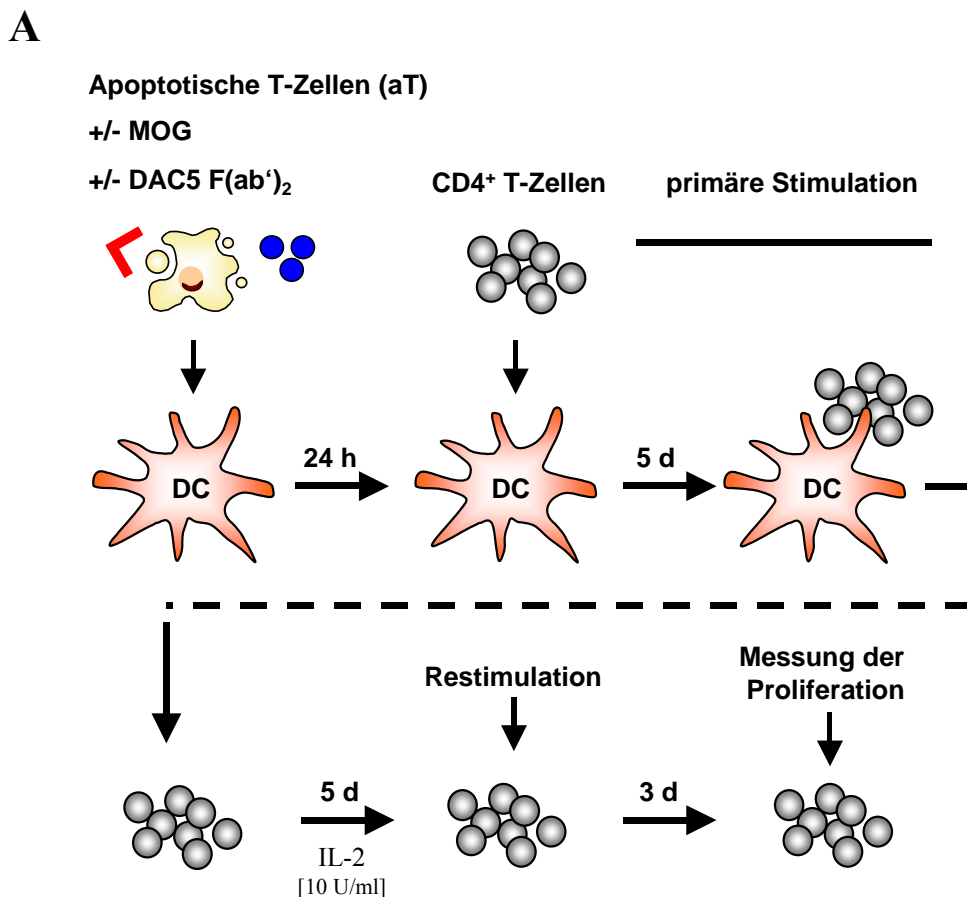 A
Apoptotische T-Zellen (aT)
+/- MOG
+/- DAC5 F(ab‘)₂
CD4⁺ T-Zellen
primäre Stimulation
DC
24 h
DC
5 d
DC
Restimulation
Messung der
Proliferation
5 d
IL-2
[10 U/ml]
3 d